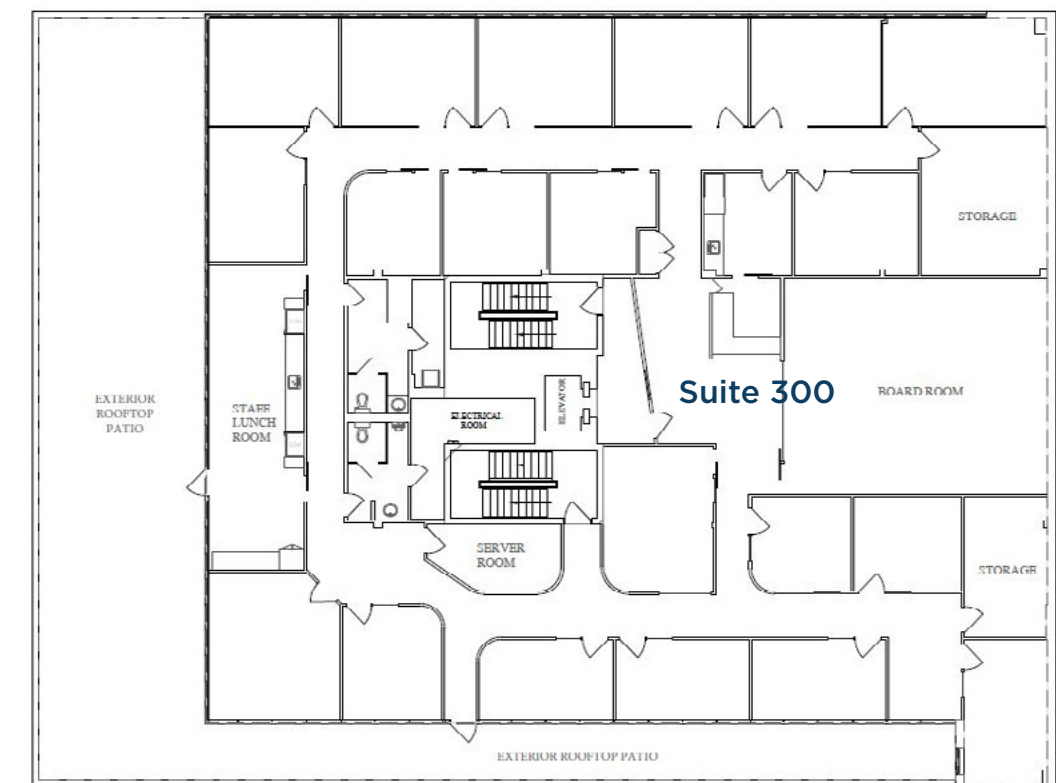 STORAGE
Suite 300
BOARD ROOM
EXTERIOR
ROOFTOP
PATIO
STAFF
LUNCH
ROOM
ELEVATOR
ELECTRICAL
ROOM
SERVER
ROOM
STORAGE
EXTERIOR ROOFTOP PATIO